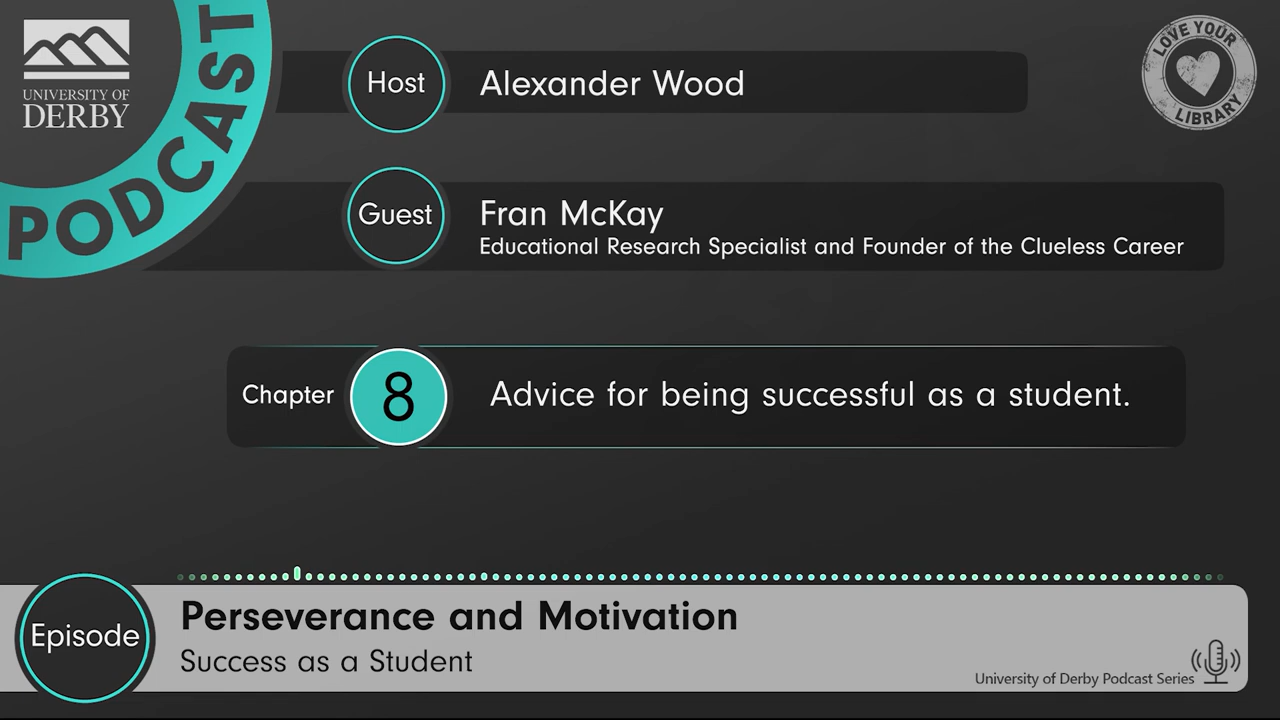 UNIVERSITY OF
DERBY
PODCAST
Host
Alexander Wood
LOVE YOUR
LIBRARY
Guest
Fran McKay
Educational Research Specialist and Founder of the Clueless Career
Chapter
8
Advice for being successful as a student.
Episode
Perseverance and Motivation
Success as a Student
University of Derby Podcast Series